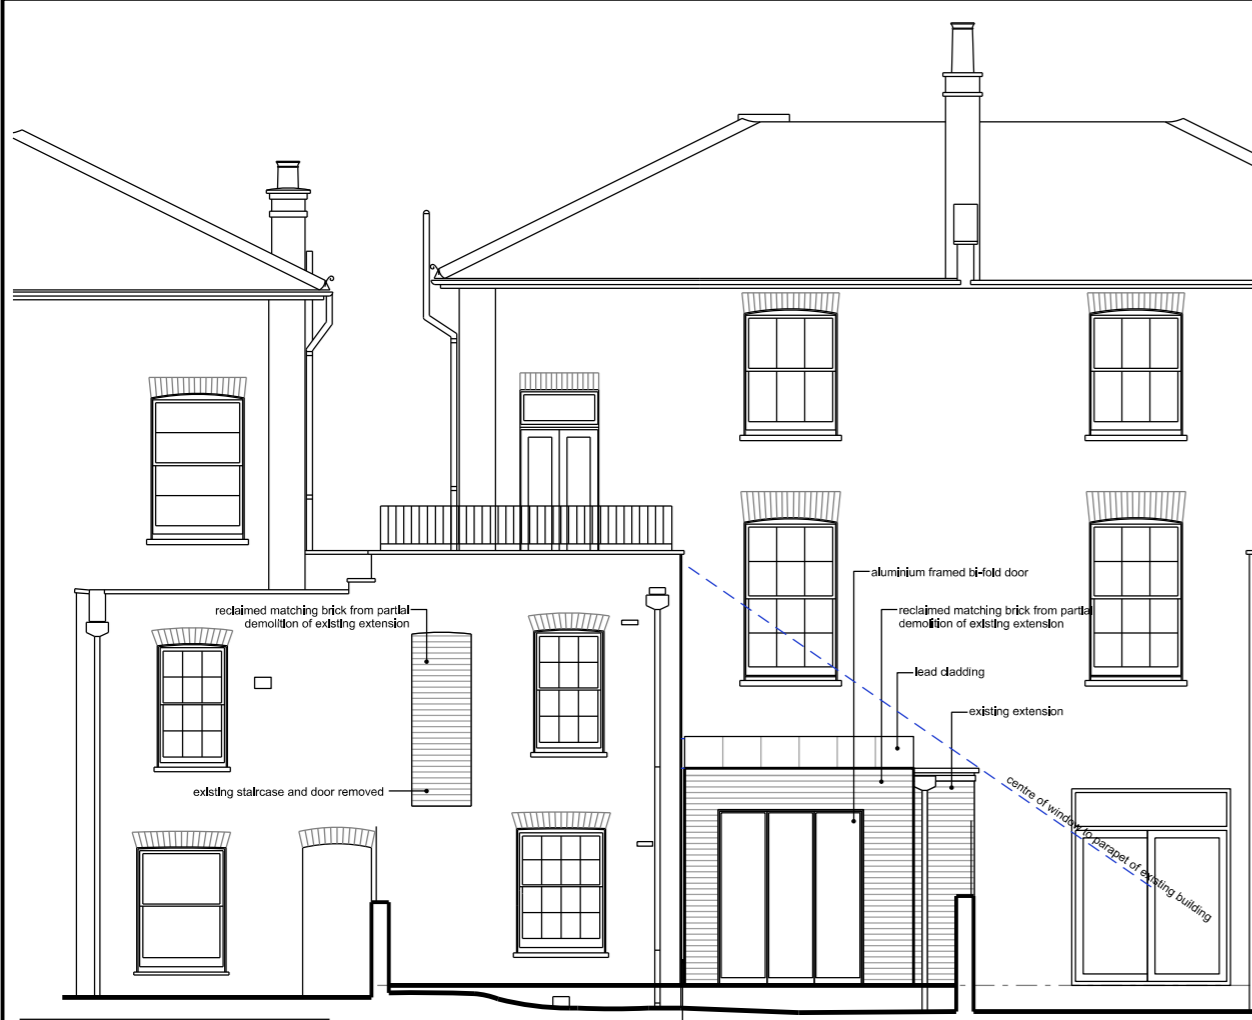 aluminium framed bi-fold door
reclaimed matching brick from partial
demolition of existing extension
reclaimed matching brick from partial
demolition of existing extension
lead cladding
existing extension
existing staircase and door removed
centre of window to parapet of existing building